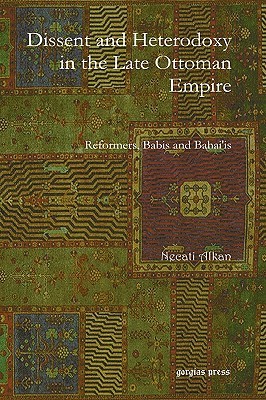 Dissent and Heterodoxy
in the Late Ottoman
Empire
Reformers, Babis and Baha'is
Necati Alkan
gorgias press